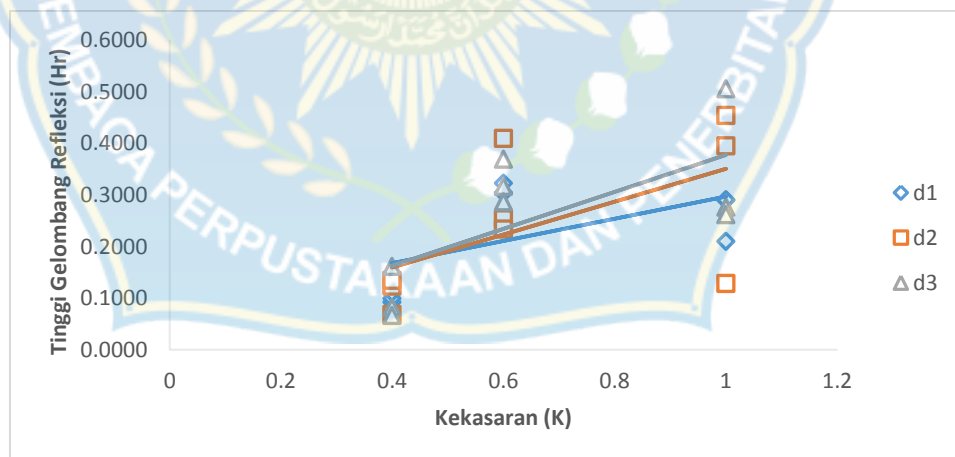 0.6000
0.5000
0.4000
0.3000
0.2000
0.1000
0.0000
Tinggi Gelombang Refleksi (Hr)
0 0.2 0.4 0.6 0.8 1 1.2
Kekasaran (K)
d1
d2
d3
PERPUSTAKAAN DAN PENERBITAN